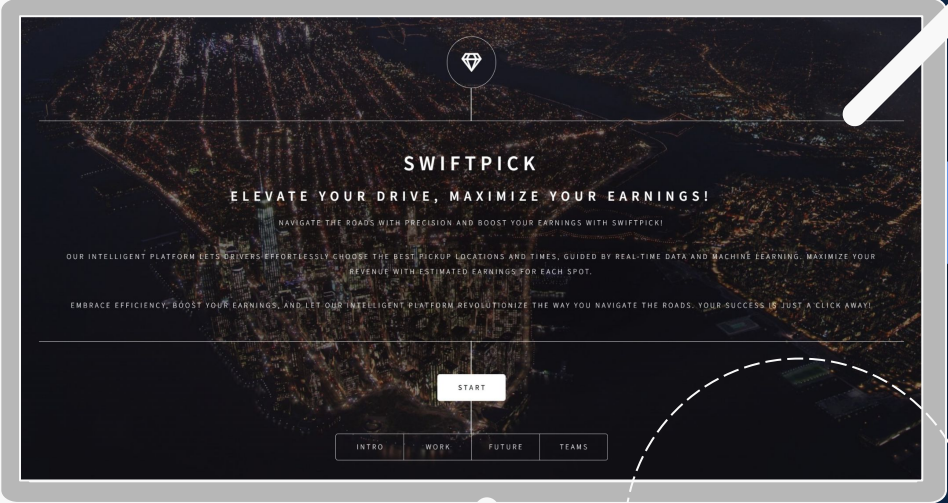 SWIFTPICK
ELEVATE YOUR DRIVE, MAXIMIZE YOUR EARNINGS!
NAVIGATE THE ROADS WITH PRECISION AND BOOST YOUR EARNINGS WITH SWIFTPICK!
OUR INTELLIGENT PLATFORM LETS DRIVERS EFFORTLESSLY CHOOSE THE BEST PICKUP LOCATIONS AND TIMES, GUIDED BY REAL-TIME DATA AND MACHINE LEARNING. MAXIMIZE YOUR
REVENUE WITH ESTIMATED EARNINGS FOR EACH SPOT.
EMBRACE EFFICIENCY, BOOST YOUR EARNINGS, AND LET OUR INTELLIGENT PLATFORM REVOLUTIONIZE THE WAY YOU NAVIGATE THE ROADS. YOUR SUCCESS IS JUST A CLICK AWAY!
START
INTRO WORK FUTURE TEAMS